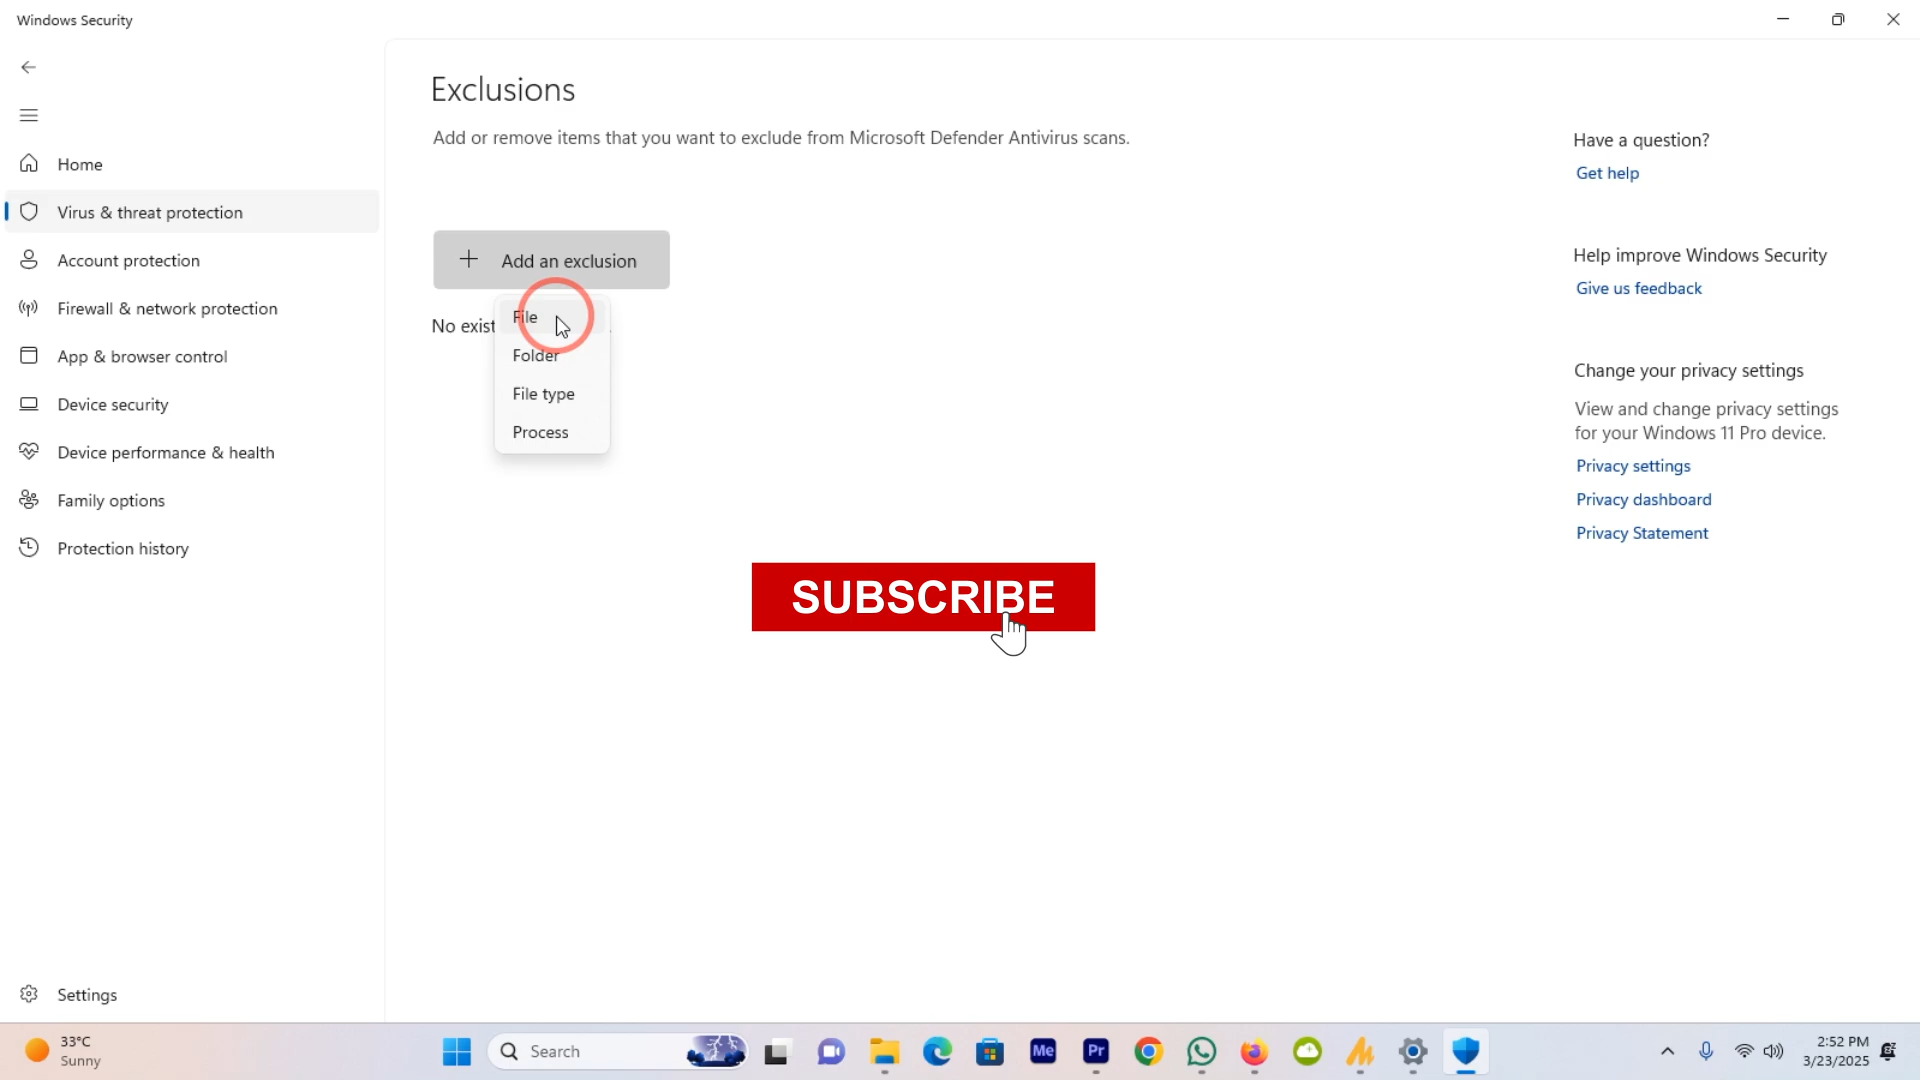 Windows Security
Home
Virus & threat protection
Account protection
Firewall & network protection
App & browser control
Device security
Device performance & health
Family options
Protection history
Settings
Exclusions
Add or remove items that you want to exclude from Microsoft Defender Antivirus scans.
Add an exclusion
No exist
File
Folder
File type
Process
SUBSCRIBE
Have a question?
Get help
Help improve Windows Security
Give us feedback
Change your privacy settings
View and change privacy settings
for your Windows 11 Pro device.
Privacy settings
Privacy dashboard
Privacy Statement
33°C
Sunny
Search
Me
Pr
2:52 PM
3/23/2025